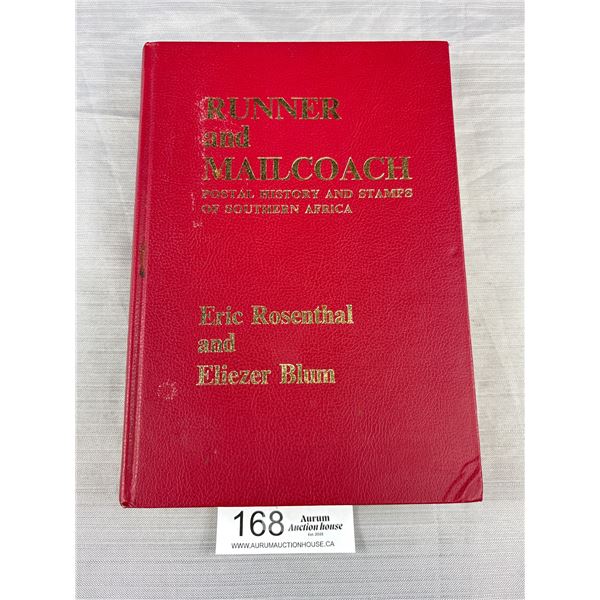 RUNNER
and
MAILCOACH
POSTAL HISTORY AND STAMPS
OF SOUTHERN AFRICA
Eric Rosenthal
and
Eliezer Blum
168
Aurum
Auction house
WWW.AURUMAUCTIONHOUSE.CA